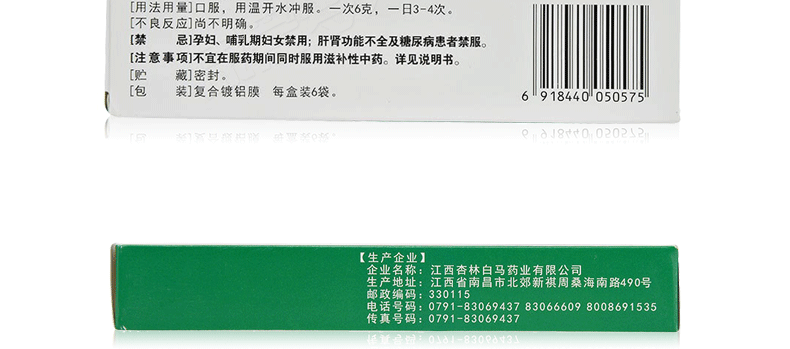 [用法用量]口服，用温开水冲服。一次6克，一日3-4次。
[不良反应]尚不明确。
[禁　　忌]孕妇、哺乳期妇女禁用；肝肾功能不全及糖尿病患者禁服。
[注意事项]不宜在服药期间同时服用滋补性中药。详见说明书。
[贮　　藏]密封。
[包　　装]复合镀铝膜　每盒装6袋。
6 918440 050575
【生产企业】
企业名称：江西杏林白马药业有限公司
生产地址：江西省南昌市北郊新祺周桑海南路490号
邮政编码：330115
电话号码：0791-83069437 83066609 8008691535
传真号码：0791-83069437